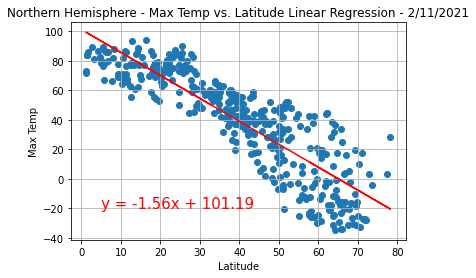 Northern Hemisphere - Max Temp vs. Latitude Linear Regression - 2/11/2021
100
80
60
40
20
0
−20
−40
Max Temp
y = -1.56x + 101.19
0 10 20 30 40 50 60 70 80
Latitude